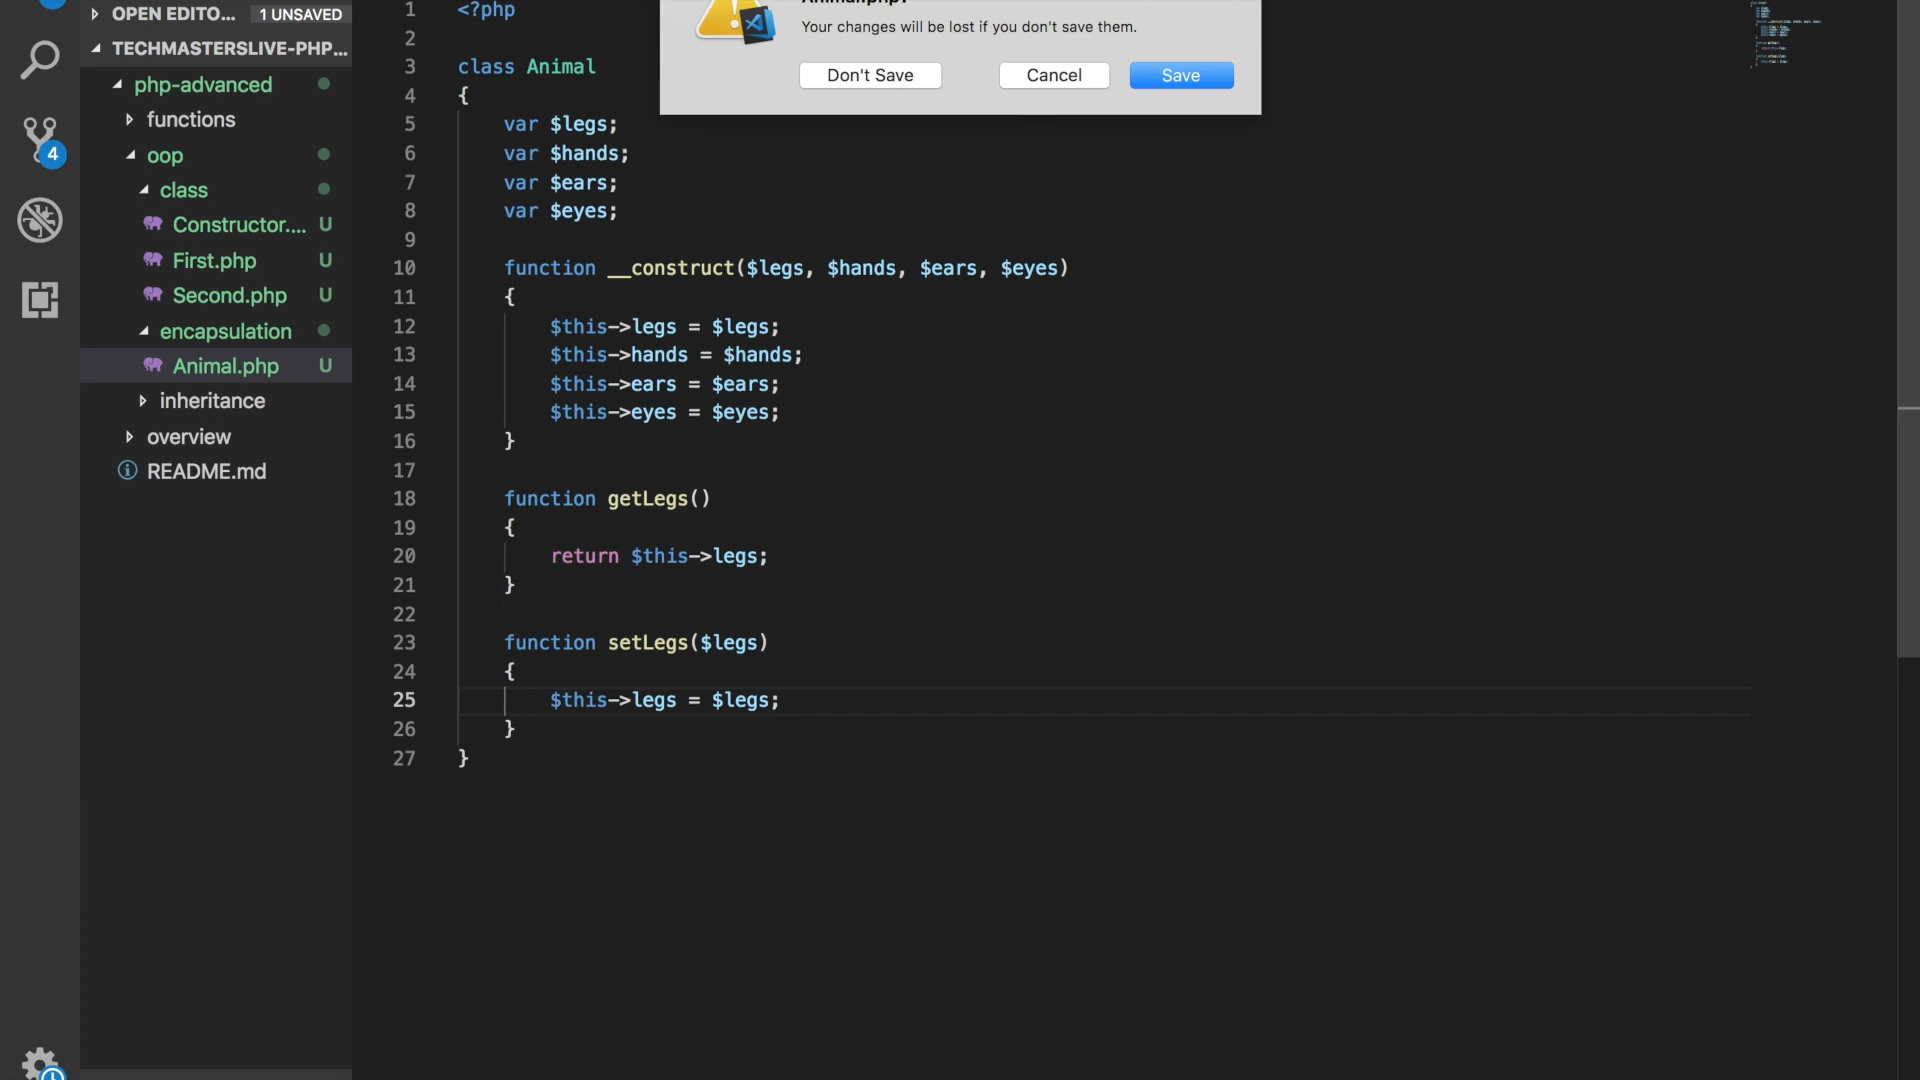 OPEN EDITO... 1 UNSAVED
TECHMASTERSLIVE-PHP...
php-advanced
functions
4
oop
class
Constructor.... U
First.php U
Second.php U
encapsulation
Animal.php U
inheritance
overview
README.md
Your changes will be lost if you don't save them.
Don't Save Cancel Save
1 <?php
2
3 class Animal
4 {
5 var $legs;
6 var $hands;
7 var $ears;
8 var $eyes;
9
10 function __construct($legs, $hands, $ears, $eyes)
11 {
12 $this->legs = $legs;
13 $this->hands = $hands;
14 $this->ears = $ears;
15 $this->eyes = $eyes;
16 }
17
18 function getLegs()
19 {
20 return $this->legs;
21 }
22
23 function setLegs($legs)
24 {
25 $this->legs = $legs;
26 }
27 }